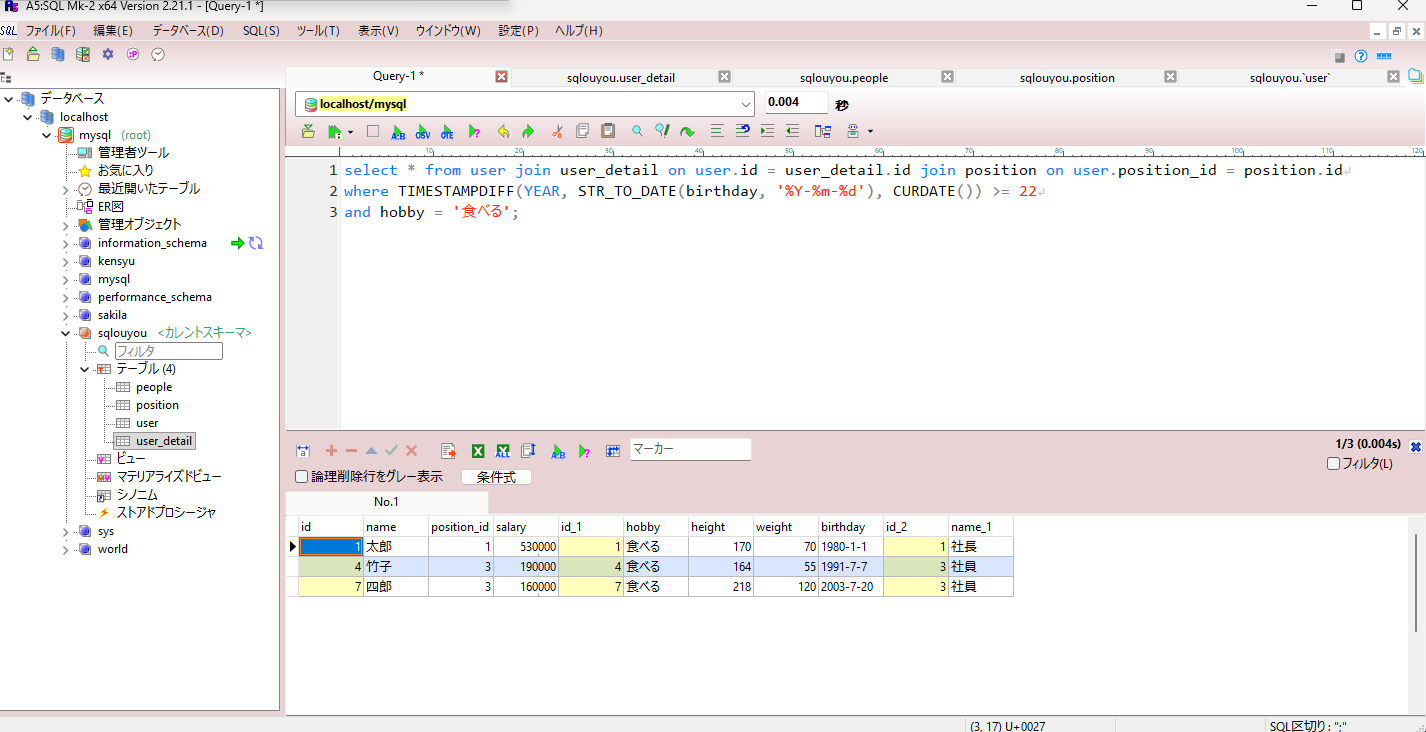 A5:SQL Mk-2 x64 Version 2.21.1 - [Query-1 *]
SQL ファイル(F) 編集(E) データベース(D) SQL(S) ツール(T) 表示(V) ウインドウ(W) 設定(P) ヘルプ(H)
Query-1 * sqlouyou.user_detail sqlouyou.people sqlouyou.position sqlouyou.`user`
データベース
localhost
mysql (root)
管理者ツール
お気に入り
最近開いたテーブル
ER図
管理オブジェクト
information_schema
kensyu
mysql
performance_schema
sakila
sqlouyou <カレントスキーマ>
フィルタ
テーブル (4)
people
position
user
user_detail
ビュー
マテリアライズドビュー
シノニム
ストアドプロシージャ
sys
world
localhost/mysql 0.004 秒
10 20 30 40 50 60 70 80 90 100 110 120
1 select * from user join user_detail on user.id = user_detail.id join position on user.position_id = position.id
2 where TIMESTAMPDIFF(YEAR, STR_TO_DATE(birthday, '%Y-%m-%d'), CURDATE()) >= 22
3 and hobby = '食べる';
マーカー 1/3 (0.004s)
論理削除行をグレー表示 条件式 フィルタ(L)
No.1
id name position_id salary id_1 hobby height weight birthday id_2 name_1
1 太郎 1 530000 1 食べる 170 70 1980-1-1 1 社長
4 竹子 3 190000 4 食べる 164 55 1991-7-7 3 社員
7 四郎 3 160000 7 食べる 218 120 2003-7-20 3 社員
(3, 17) U+0027 SQL区切り: ";"